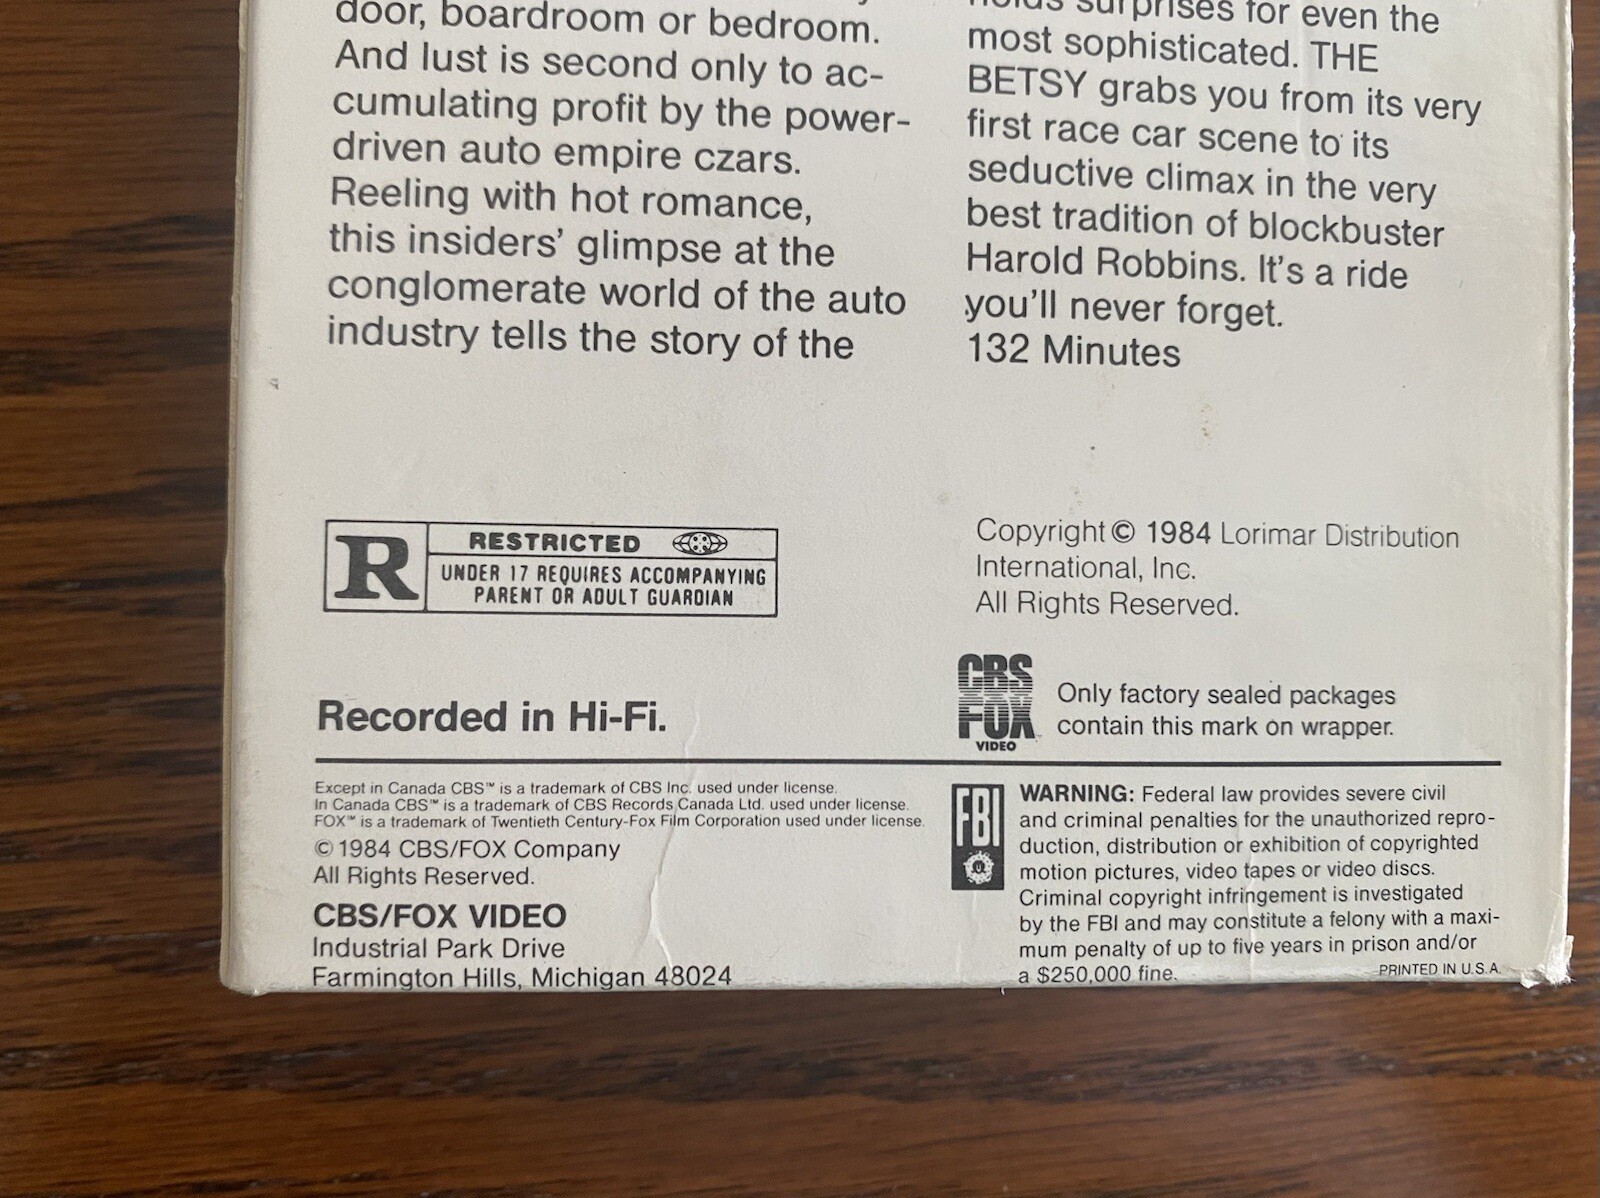 door, boardroom or bedroom.
And lust is second only to ac-
cumulating profit by the power-
driven auto empire czars.
Reeling with hot romance,
this insiders' glimpse at the
conglomerate world of the auto
industry tells the story of the
holds surprises for even the
most sophisticated. THE
BETSY grabs you from its very
first race car scene to its
seductive climax in the very
best tradition of blockbuster
Harold Robbins. It's a ride
you'll never forget.
132 Minutes
R
RESTRICTED
UNDER 17 REQUIRES ACCOMPANYING
PARENT OR ADULT GUARDIAN
Copyright © 1984 Lorimar Distribution
International, Inc.
All Rights Reserved.
Recorded in Hi-Fi.
CBS
FOX
VIDEO
Only factory sealed packages
contain this mark on wrapper.
Except in Canada CBS™ is a trademark of CBS Inc. used under license.
In Canada CBS™ is a trademark of CBS Records Canada Ltd. used under license.
FOX™ is a trademark of Twentieth Century-Fox Film Corporation used under license.
© 1984 CBS/FOX Company
All Rights Reserved.
CBS/FOX VIDEO
Industrial Park Drive
Farmington Hills, Michigan 48024
FBI
WARNING: Federal law provides severe civil
and criminal penalties for the unauthorized repro-
duction, distribution or exhibition of copyrighted
motion pictures, video tapes or video discs.
Criminal copyright infringement is investigated
by the FBI and may constitute a felony with a maxi-
mum penalty of up to five years in prison and/or
a $250,000 fine.
PRINTED IN U.S.A.